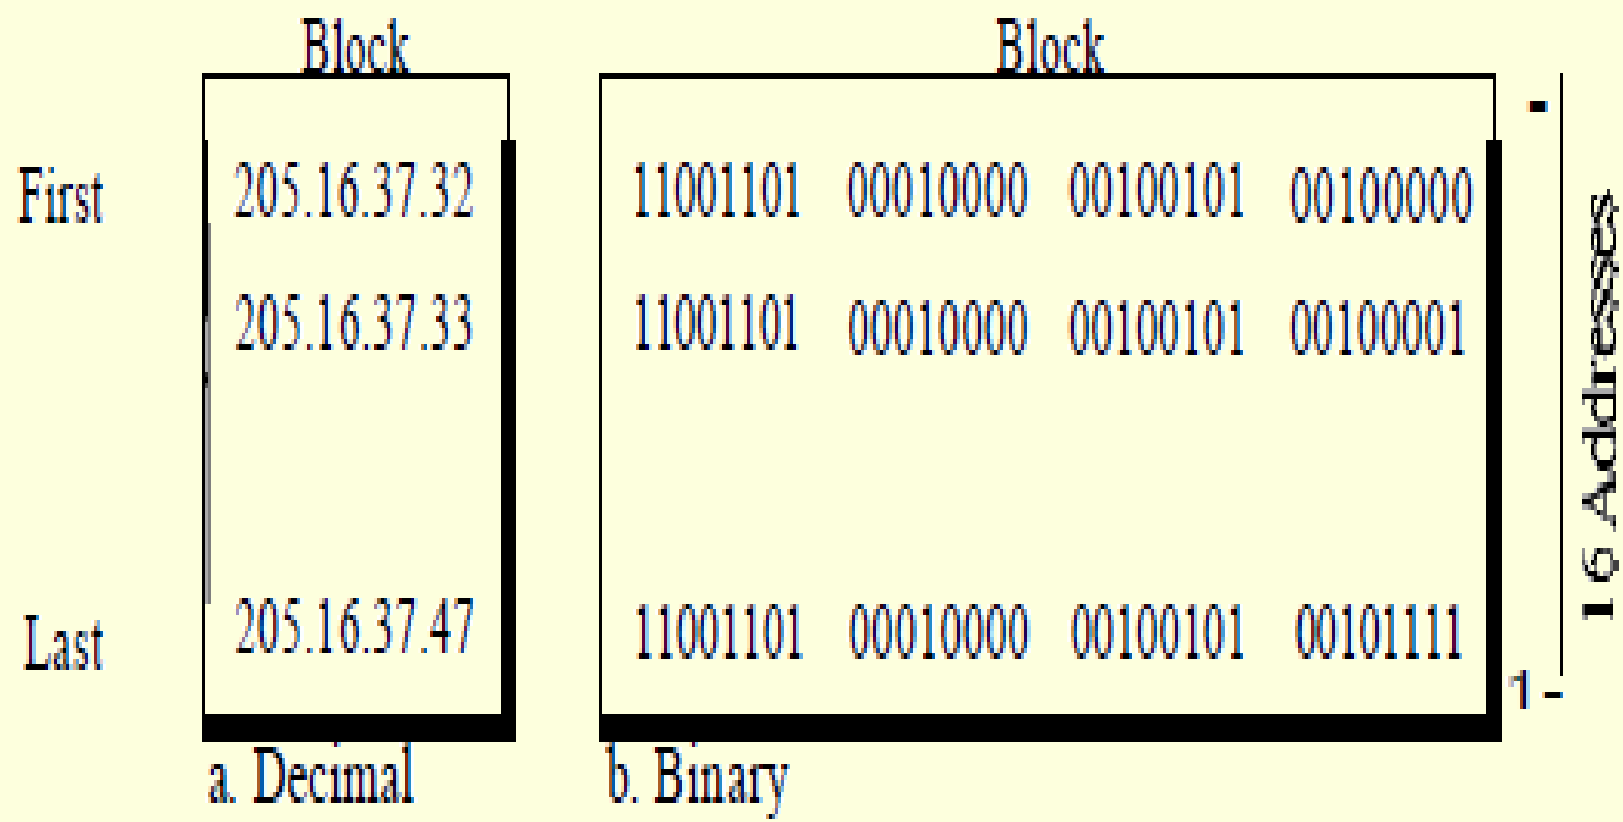 Block Block
First 205.16.37.32 11001101 00010000 00100101 00100000
205.16.37.33 11001101 00010000 00100101 00100001
Last 205.16.37.47 11001101 00010000 00100101 00101111
1-
a. Decimal b. Binary
16 Addresses